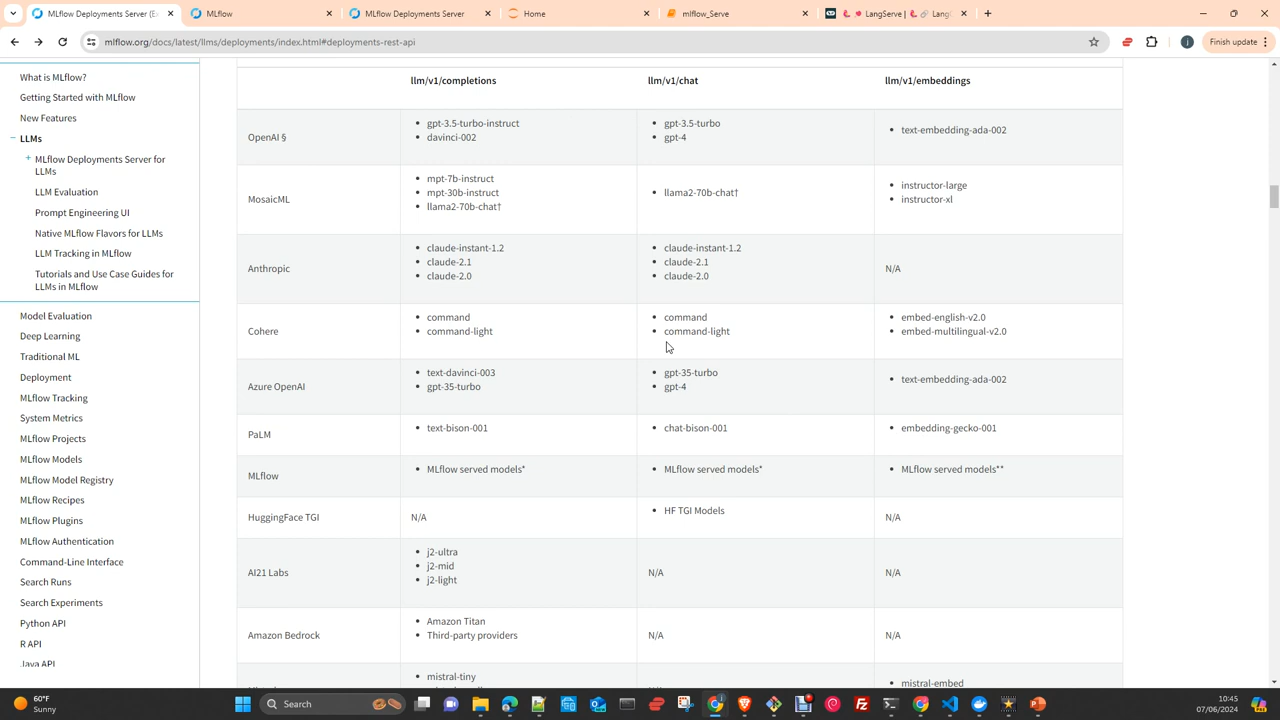 MLflow Deployments Server (Ex
MLflow
MLflow Deployments Server
Home
mlflow_Serve
LangServe |
Lang
Finish update
mlflow.org/docs/latest/llms/deployments/index.html#deployments-rest-api
What is MLflow?
Getting Started with MLflow
New Features
LLMs
MLflow Deployments Server for
LLMs
LLM Evaluation
Prompt Engineering UI
Native MLflow Flavors for LLMs
LLM Tracking in MLflow
Tutorials and Use Case Guides for
LLMs in MLflow
Model Evaluation
Deep Learning
Traditional ML
Deployment
MLflow Tracking
System Metrics
MLflow Projects
MLflow Models
MLflow Model Registry
MLflow Recipes
MLflow Plugins
MLflow Authentication
Command-Line Interface
Search Runs
Search Experiments
Python API
R API
Java API
llm/v1/completions
llm/v1/chat
llm/v1/embeddings
OpenAI §
gpt-3.5-turbo-instruct
davinci-002
gpt-3.5-turbo
gpt-4
text-embedding-ada-002
MosaicML
mpt-7b-instruct
mpt-30b-instruct
llama2-70b-chat†
llama2-70b-chat†
instructor-large
instructor-xl
Anthropic
claude-instant-1.2
claude-2.1
claude-2.0
claude-instant-1.2
claude-2.1
claude-2.0
N/A
Cohere
command
command-light
command
command-light
embed-english-v2.0
embed-multilingual-v2.0
Azure OpenAI
text-davinci-003
gpt-35-turbo
gpt-35-turbo
gpt-4
text-embedding-ada-002
PaLM
text-bison-001
chat-bison-001
embedding-gecko-001
MLflow
MLflow served models*
MLflow served models*
MLflow served models**
HuggingFace TGI
N/A
HF TGI Models
N/A
AI21 Labs
j2-ultra
j2-mid
j2-light
N/A
N/A
Amazon Bedrock
Amazon Titan
Third-party providers
N/A
N/A
mistral-tiny
mistral-embed
60°F
Sunny
Search
10:45
07/06/2024